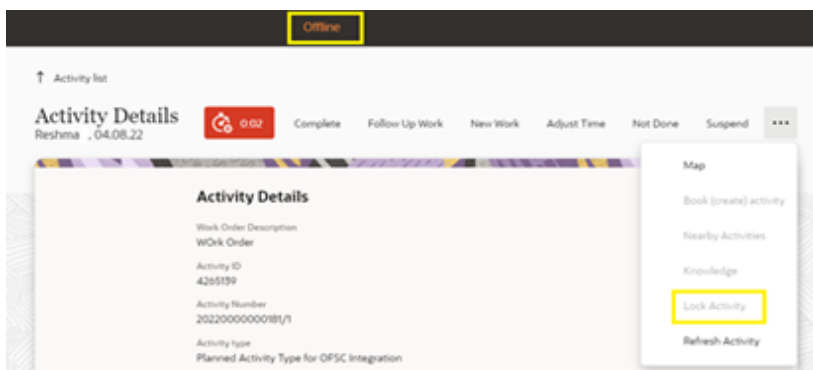 Offline
↑ Activity list
Activity Details
Reshma , 04.08.22
0:02
Complete
Follow Up Work
New Work
Adjust Time
Not Done
Suspend
Map
Book (create) activity
Nearby Activities
Knowledge
Lock Activity
Refresh Activity
Activity Details
Work Order Description
WOrk Order
Activity ID
4265139
Activity Number
20220000000181/1
Activity type
Planned Activity Type for OFSC Integration